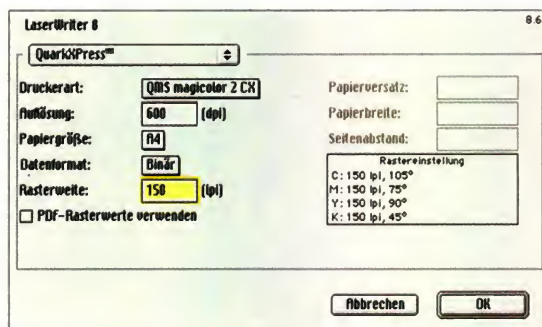 LaserWriter 8
8.6
QuarkXPress™
Druckerart: QMS magicolor 2 CX
Auflösung: 600 (dpi)
Papiergröße: A4
Datenformat: Binär
Rasterweite: 150 (lpi)
PDF-Rasterwerte verwenden
Papierversatz:
Papierbreite:
Seitenabstand:
Rastereinstellung
C: 150 lpi, 105°
M: 150 lpi, 75°
Y: 150 lpi, 90°
K: 150 lpi, 45°
Abbrechen
OK